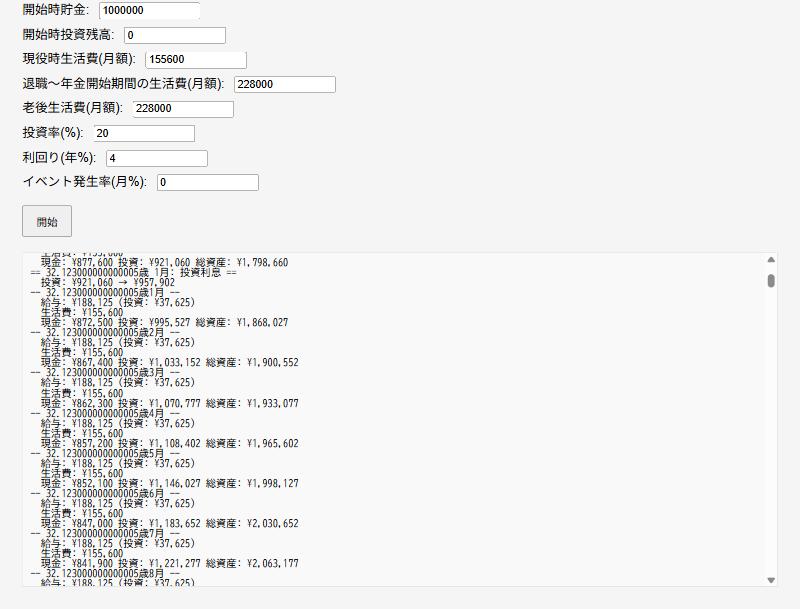 開始時貯金: 1000000
開始時投資残高: 0
現役時生活費(月額): 155600
退職～年金開始期間の生活費(月額): 228000
老後生活費(月額): 228000
投資率(%): 20
利回り(年%): 4
イベント発生率(月%): 0
開始
生活費: ¥155,600
現金: ¥877,600 投資: ¥921,060 総資産: ¥1,798,660
== 32.123000000000005歳 1月: 投資利息 ==
投資: ¥921,060 → ¥957,902
-- 32.123000000000005歳1月 --
給与: ¥188,125 (投資: ¥37,625)
生活費: ¥155,600
現金: ¥872,500 投資: ¥995,527 総資産: ¥1,868,027
-- 32.123000000000005歳2月 --
給与: ¥188,125 (投資: ¥37,625)
生活費: ¥155,600
現金: ¥867,400 投資: ¥1,033,152 総資産: ¥1,900,552
-- 32.123000000000005歳3月 --
給与: ¥188,125 (投資: ¥37,625)
生活費: ¥155,600
現金: ¥862,300 投資: ¥1,070,777 総資産: ¥1,933,077
-- 32.123000000000005歳4月 --
給与: ¥188,125 (投資: ¥37,625)
生活費: ¥155,600
現金: ¥857,200 投資: ¥1,108,402 総資産: ¥1,965,602
-- 32.123000000000005歳5月 --
給与: ¥188,125 (投資: ¥37,625)
生活費: ¥155,600
現金: ¥852,100 投資: ¥1,146,027 総資産: ¥1,998,127
-- 32.123000000000005歳6月 --
給与: ¥188,125 (投資: ¥37,625)
生活費: ¥155,600
現金: ¥847,000 投資: ¥1,183,652 総資産: ¥2,030,652
-- 32.123000000000005歳7月 --
給与: ¥188,125 (投資: ¥37,625)
生活費: ¥155,600
現金: ¥841,900 投資: ¥1,221,277 総資産: ¥2,063,177
-- 32.123000000000005歳8月 --
給与: ¥188,125 (投資: ¥37,625)